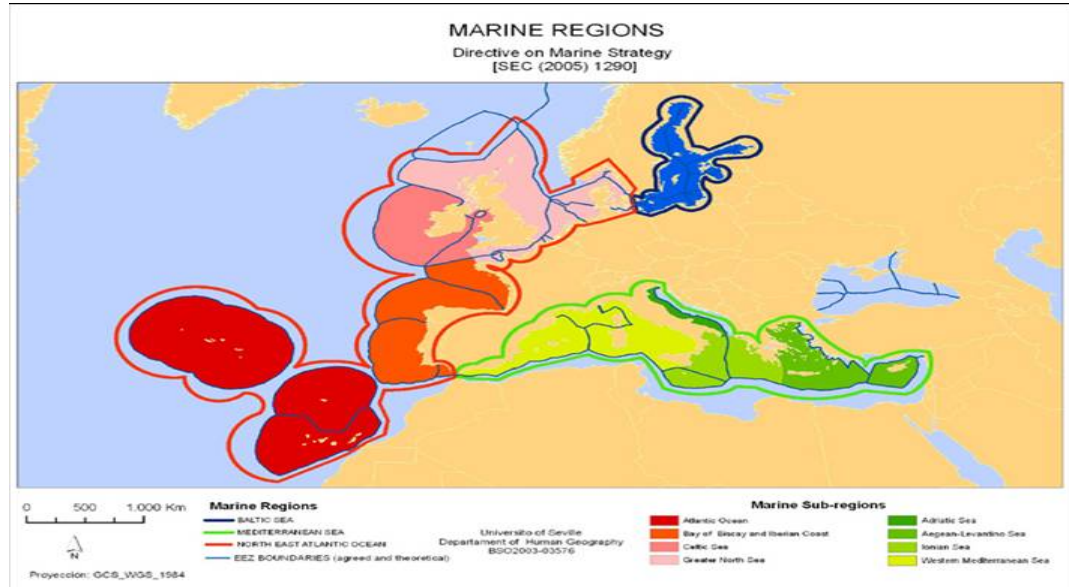 MARINE REGIONS
Directive on Marine Strategy
[SEC (2005) 1290]
0 500 1.000 Km
N
Proyección: GCS_WGS_1984
Marine Regions
BALTIC SEA
MEDITERRANEAN SEA
NORTH EAST ATLANTIC OCEAN
EEZ BOUNDARIES (agreed and theoretical)
Universito of Seville
Departament of Human Geography
BSO2003-03576
Marine Sub-regions
Atlantic Ocean
Bay of Biscay and Iberian Coast
Celtic Sea
Greater North Sea
Adriatic Sea
Aegean-Levantino Sea
Ionian Sea
Western Mediterranean Sea